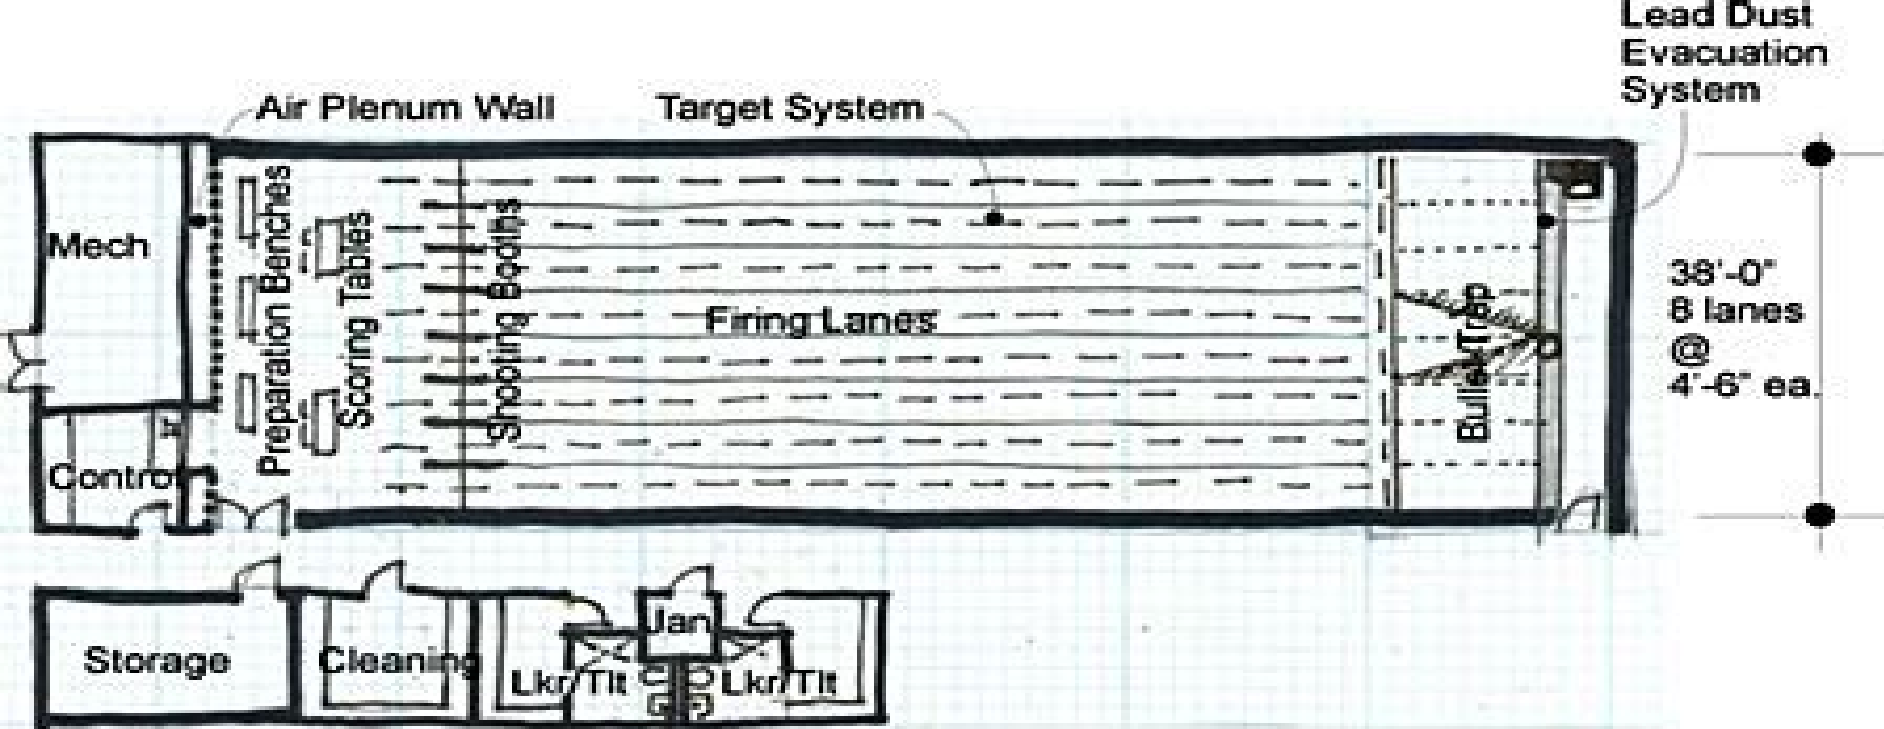 Lead Dust
Evacuation
System
Air Plenum Wall
Target System
Mech
Preparation Benches
Scoring Tables
Shooting Booths
Firing Lanes
Bullet Trap
38'-0"
8 lanes
@
4'-6" ea.
Control
Storage
Cleaning
Lkr/Tlt
Jan
Lkr/Tlt